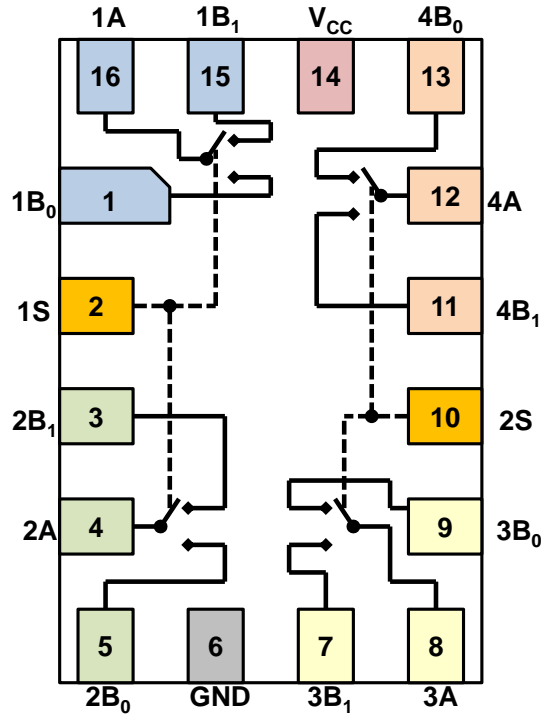 1A 1B₁ V_CC 4B₀
16 15 14 13
1B₀ 1 12 4A
1S 2 11 4B₁
2B₁ 3 10 2S
2A 4 9 3B₀
5 6 7 8
2B₀ GND 3B₁ 3A